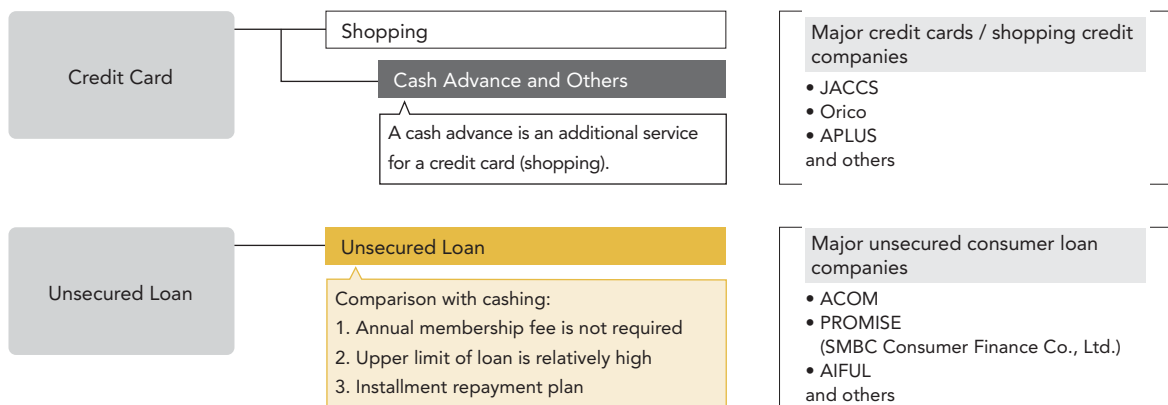 Credit Card
Shopping
Cash Advance and Others
A cash advance is an additional service
for a credit card (shopping).
Major credit cards / shopping credit
companies
• JACCS
• Orico
• APLUS
and others
Unsecured Loan
Unsecured Loan
Comparison with cashing:
1. Annual membership fee is not required
2. Upper limit of loan is relatively high
3. Installment repayment plan
Major unsecured consumer loan
companies
• ACOM
• PROMISE
(SMBC Consumer Finance Co., Ltd.)
• AIFUL
and others